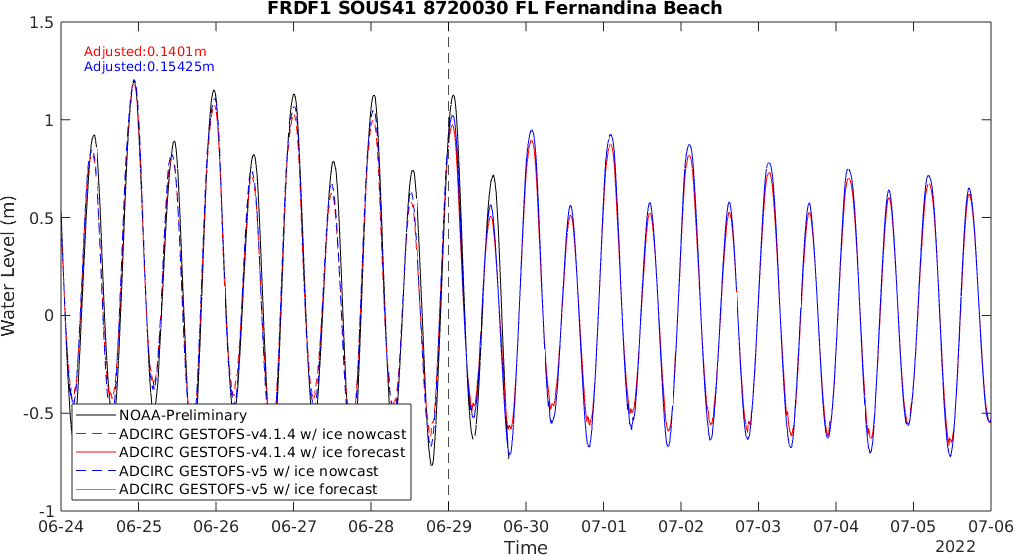 FRDF1 SOUS41 8720030 FL Fernandina Beach
Adjusted:0.1401m
Adjusted:0.15425m
1.5
1
0.5
0
-0.5
-1
Water Level (m)
NOAA-Preliminary
ADCIRC GESTOFS-v4.1.4 w/ ice nowcast
ADCIRC GESTOFS-v4.1.4 w/ ice forecast
ADCIRC GESTOFS-v5 w/ ice nowcast
ADCIRC GESTOFS-v5 w/ ice forecast
06-24 06-25 06-26 06-27 06-28 06-29 06-30 07-01 07-02 07-03 07-04 07-05 07-06
Time
2022